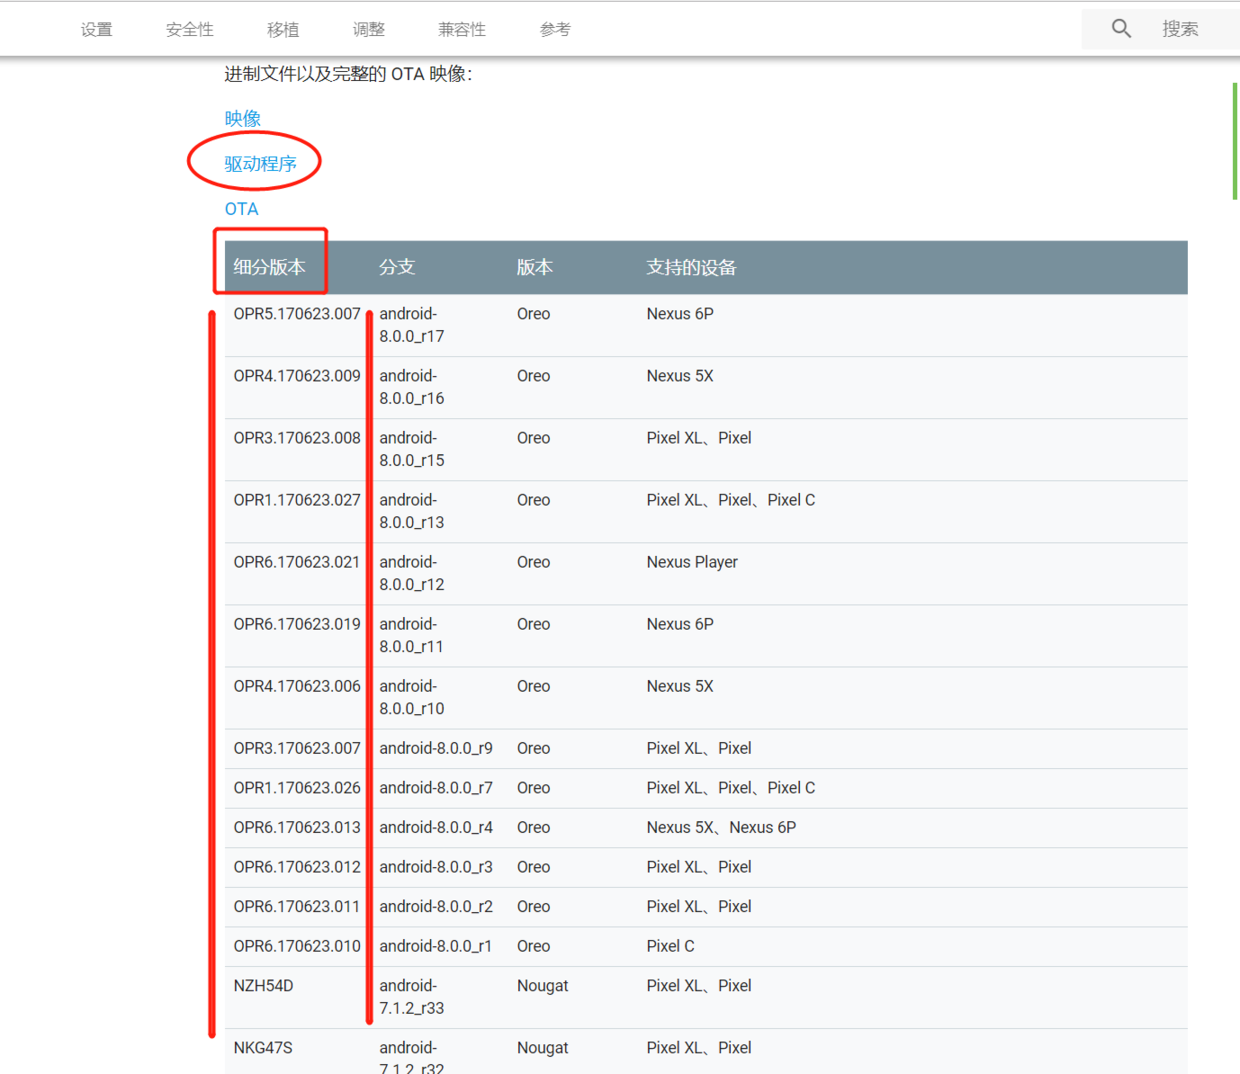 设置 安全性 移植 调整 兼容性 参考 搜索
进制文件以及完整的 OTA 映像：
映像
驱动程序
OTA
细分版本 分支 版本 支持的设备
OPR5.170623.007 android- Oreo Nexus 6P
8.0.0_r17
OPR4.170623.009 android- Oreo Nexus 5X
8.0.0_r16
OPR3.170623.008 android- Oreo Pixel XL、Pixel
8.0.0_r15
OPR1.170623.027 android- Oreo Pixel XL、Pixel、Pixel C
8.0.0_r13
OPR6.170623.021 android- Oreo Nexus Player
8.0.0_r12
OPR6.170623.019 android- Oreo Nexus 6P
8.0.0_r11
OPR4.170623.006 android- Oreo Nexus 5X
8.0.0_r10
OPR3.170623.007 android-8.0.0_r9 Oreo Pixel XL、Pixel
OPR1.170623.026 android-8.0.0_r7 Oreo Pixel XL、Pixel、Pixel C
OPR6.170623.013 android-8.0.0_r4 Oreo Nexus 5X、Nexus 6P
OPR6.170623.012 android-8.0.0_r3 Oreo Pixel XL、Pixel
OPR6.170623.011 android-8.0.0_r2 Oreo Pixel XL、Pixel
OPR6.170623.010 android-8.0.0_r1 Oreo Pixel C
NZH54D android- Nougat Pixel XL、Pixel
7.1.2_r33
NKG47S android- Nougat Pixel XL、Pixel
7.1.2_r32